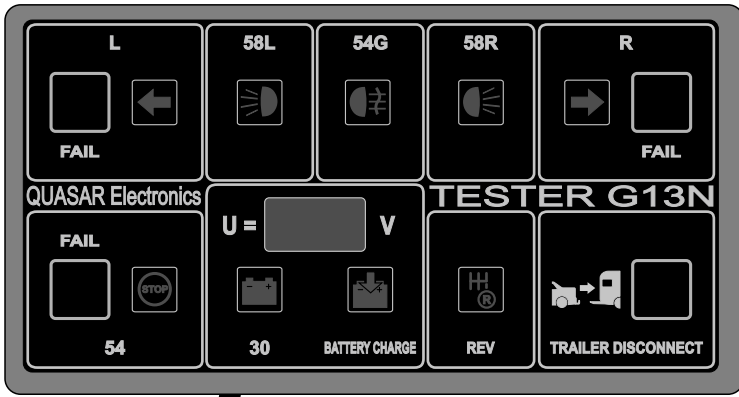 L
58L
54G
58R
R
FAIL
FAIL
QUASAR Electronics
TESTER G13N
FAIL
U =
V
STOP
- +
- +
R
54
30
BATTERY CHARGE
REV
TRAILER DISCONNECT